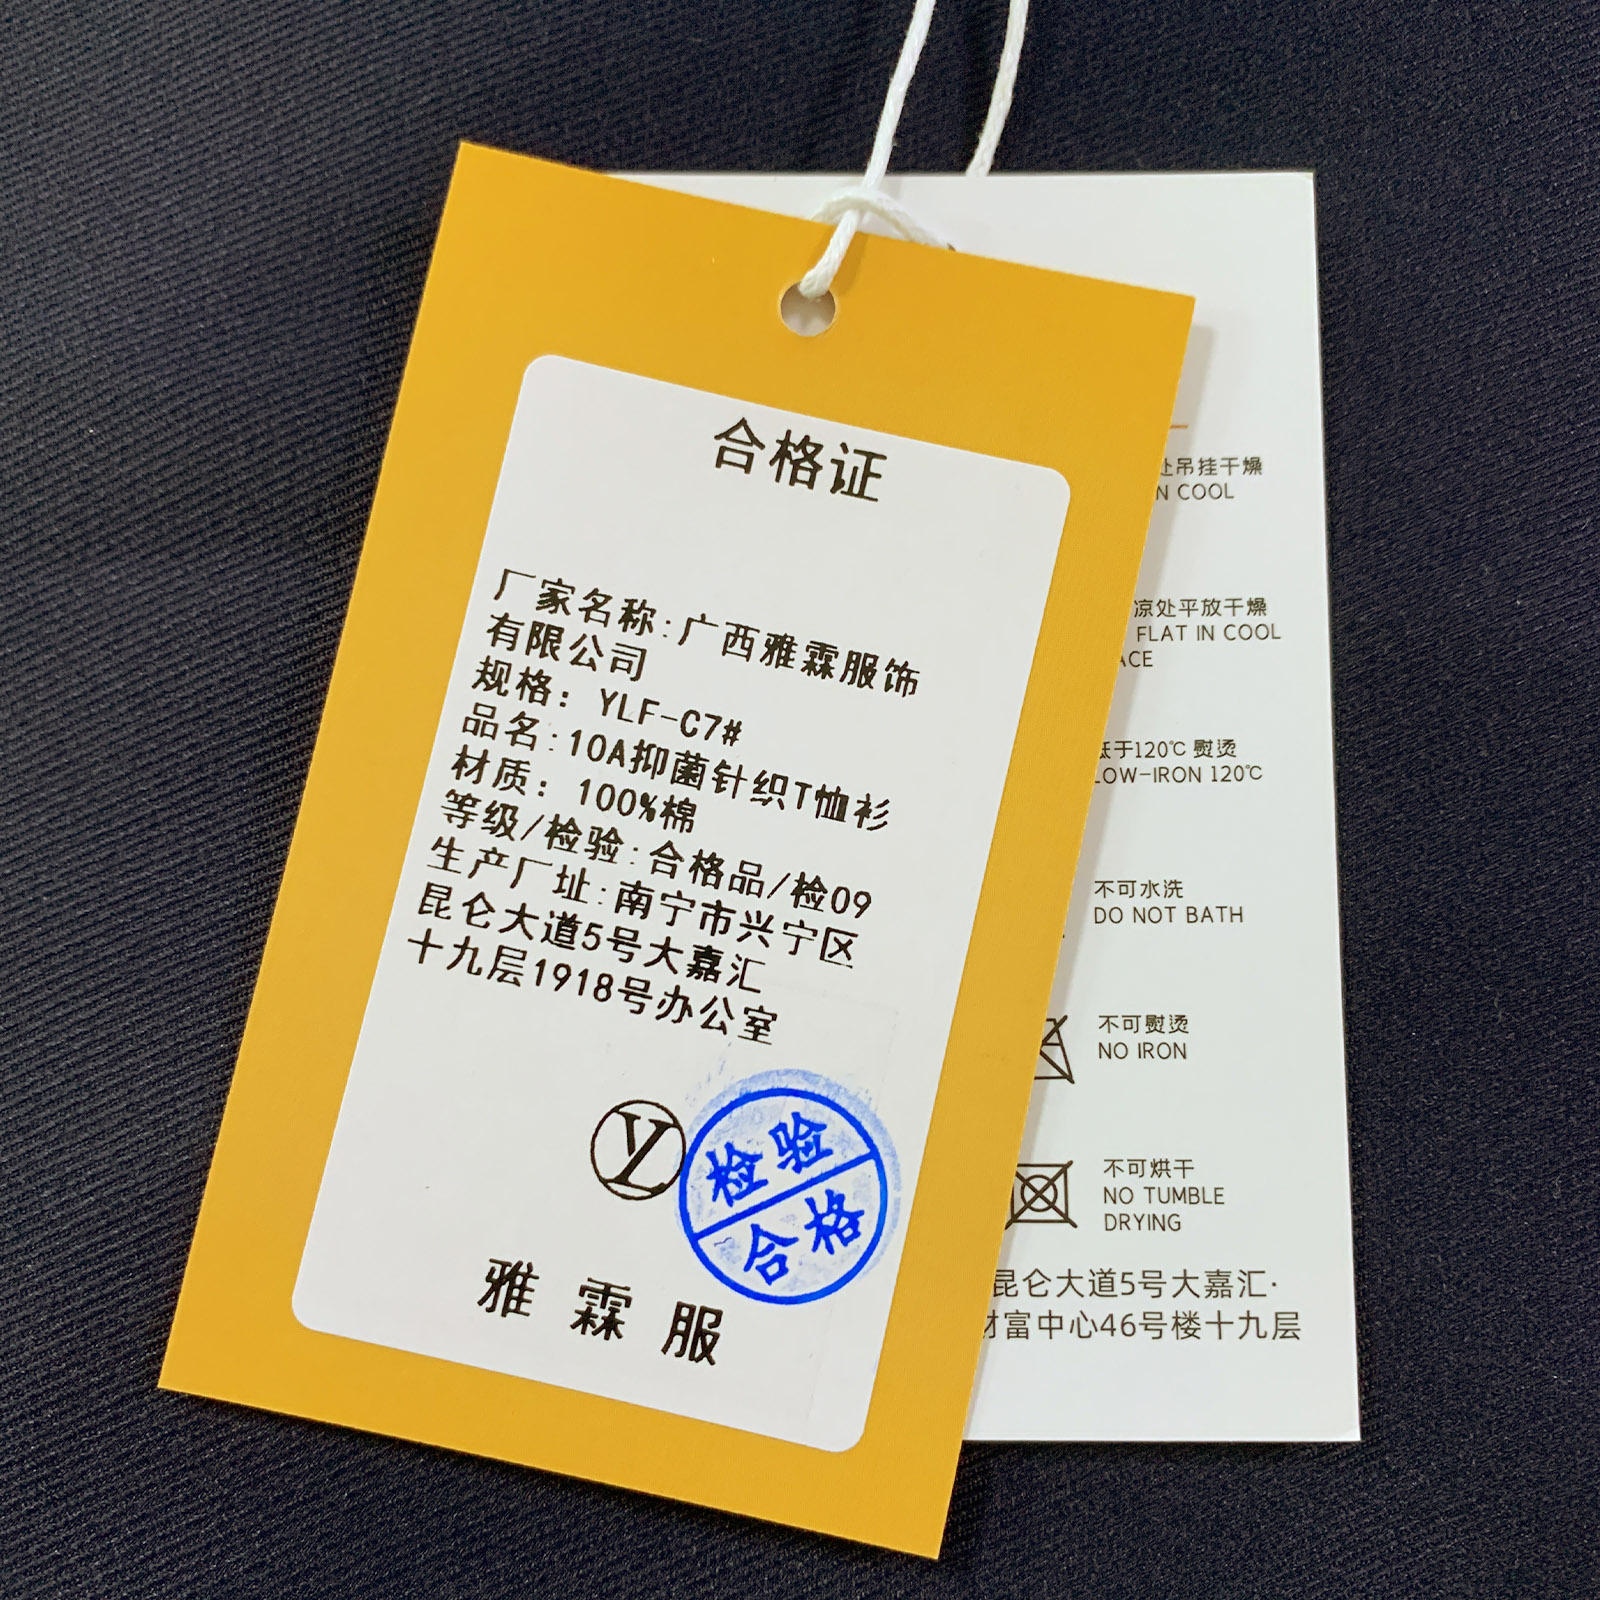 合格证
厂家名称:广西雅霖服饰
有限公司
规格: YLF-C7#
品名:10A抑菌针织T恤衫
材质: 100%棉
等级/检验:合格品/检09
生产厂址:南宁市兴宁区
昆仑大道5号大嘉汇
十九层1918号办公室
Y
检验
合格
雅霖服
处吊挂干燥
N COOL
凉处平放干燥
FLAT IN COOL
ACE
低于120℃ 熨烫
LOW-IRON 120℃
不可水洗
DO NOT BATH
不可熨烫
NO IRON
不可烘干
NO TUMBLE
DRYING
昆仑大道5号大嘉汇·
财富中心46号楼十九层